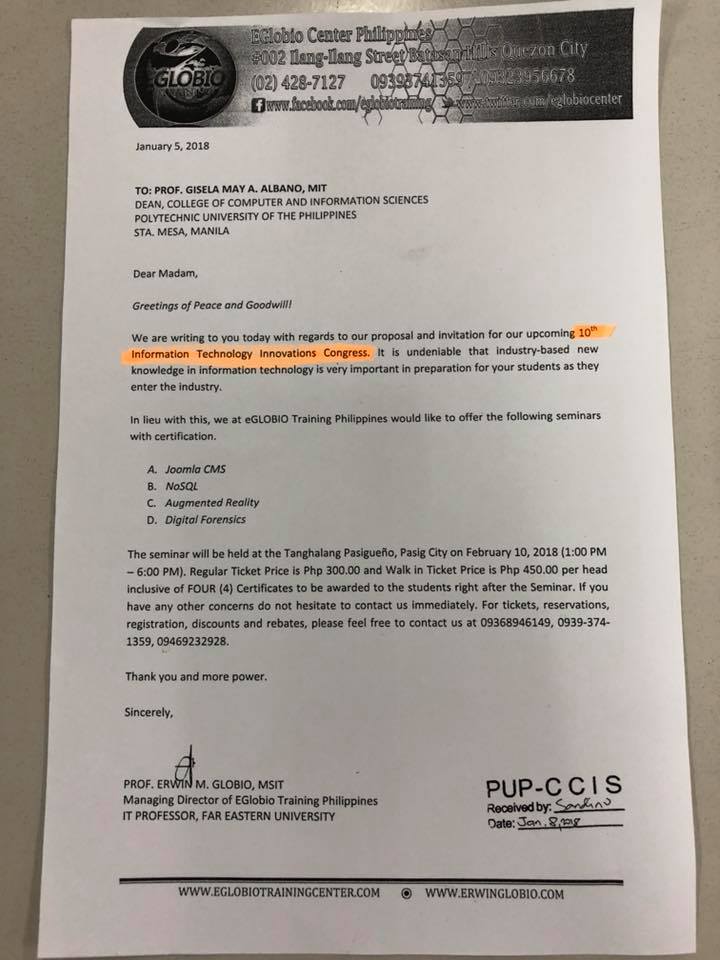 EGlobio Center Philippines
#002 Ilang-Ilang Street Batasan Hills Quezon City
(02) 428-7127 09393741359 / 09323956678
www.facebook.com/eglobiotraining/ www.twitter.com/eglobiocenter
EGLOBIO
TRAINING
January 5, 2018
TO: PROF. GISELA MAY A. ALBANO, MIT
DEAN, COLLEGE OF COMPUTER AND INFORMATION SCIENCES
POLYTECHNIC UNIVERSITY OF THE PHILIPPINES
STA. MESA, MANILA
Dear Madam,
Greetings of Peace and Goodwill!
We are writing to you today with regards to our proposal and invitation for our upcoming 10th
Information Technology Innovations Congress. It is undeniable that industry-based new
knowledge in information technology is very important in preparation for your students as they
enter the industry.
In lieu with this, we at eGLOBIO Training Philippines would like to offer the following seminars
with certification.
A. Joomla CMS
B. NoSQL
C. Augmented Reality
D. Digital Forensics
The seminar will be held at the Tanghalang Pasigueño, Pasig City on February 10, 2018 (1:00 PM
– 6:00 PM). Regular Ticket Price is Php 300.00 and Walk in Ticket Price is Php 450.00 per head
inclusive of FOUR (4) Certificates to be awarded to the students right after the Seminar. If you
have any other concerns do not hesitate to contact us immediately. For tickets, reservations,
registration, discounts and rebates, please feel free to contact us at 09368946149, 0939-374-
1359, 09469232928.
Thank you and more power.
Sincerely,
PROF. ERWIN M. GLOBIO, MSIT
Managing Director of EGlobio Training Philippines
IT PROFESSOR, FAR EASTERN UNIVERSITY
PUP-CCIS
Received by: Sandino
Date: Jan. 8, 2018
WWW.EGLOBIOTRAININGCENTER.COM WWW.ERWINGLOBIO.COM